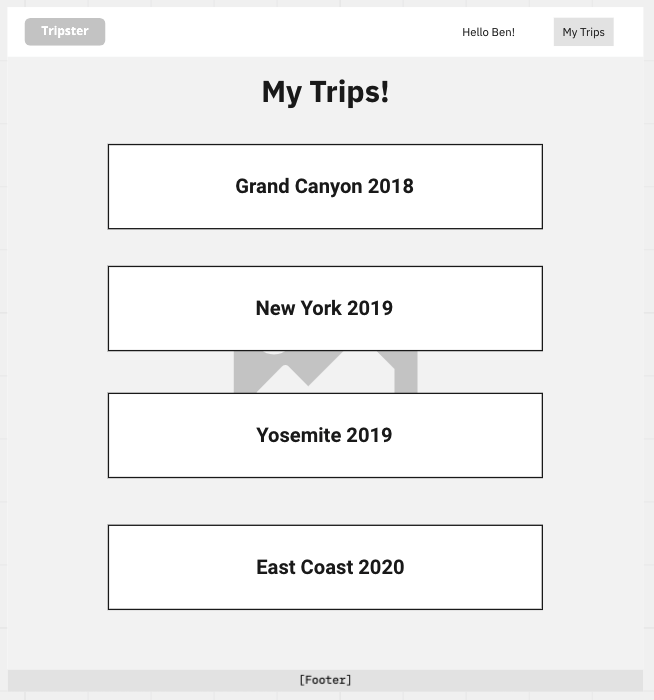 Tripster
Hello Ben!
My Trips
My Trips!
Grand Canyon 2018
New York 2019
Yosemite 2019
East Coast 2020
[Footer]